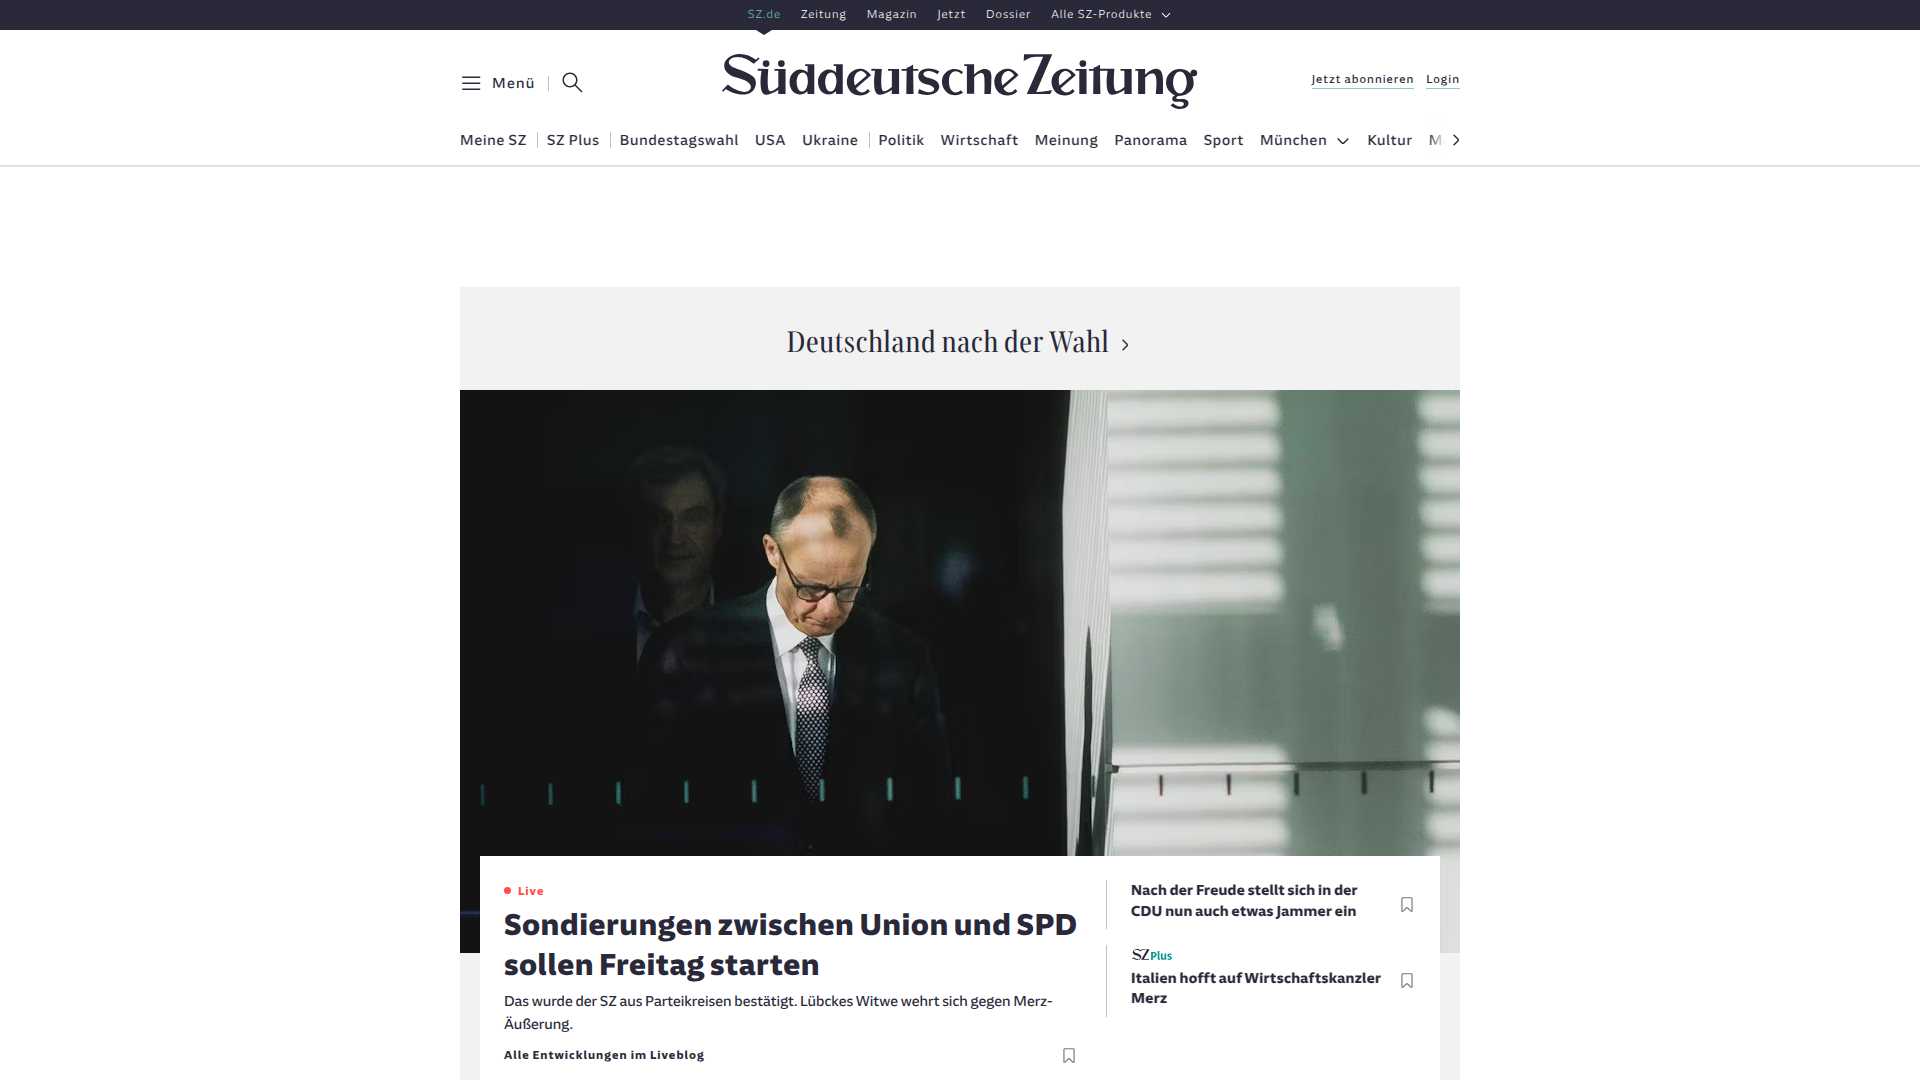 SZ.de Zeitung Magazin Jetzt Dossier Alle SZ-Produkte
Menü
Süddeutsche Zeitung
Jetzt abonnieren Login
Meine SZ SZ Plus Bundestagswahl USA Ukraine Politik Wirtschaft Meinung Panorama Sport München Kultur M
Deutschland nach der Wahl
Live
Sondierungen zwischen Union und SPD
sollen Freitag starten
Das wurde der SZ aus Parteikreisen bestätigt. Lübckes Witwe wehrt sich gegen Merz-
Äußerung.
Alle Entwicklungen im Liveblog
Nach der Freude stellt sich in der
CDU nun auch etwas Jammer ein
SZ Plus
Italien hofft auf Wirtschaftskanzler
Merz